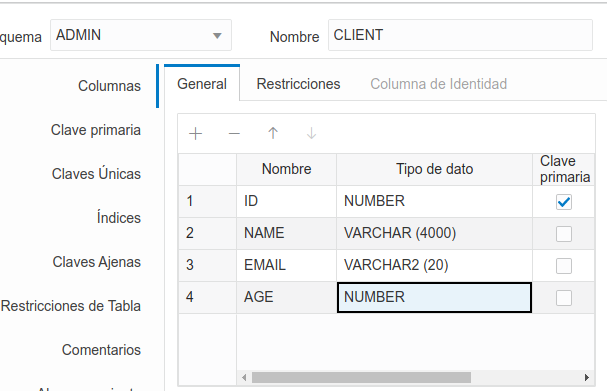 quema ADMIN Nombre CLIENT
Columnas
Clave primaria
Claves Únicas
Índices
Claves Ajenas
Restricciones de Tabla
Comentarios
General Restricciones Columna de Identidad
Nombre Tipo de dato Clave
primaria
1 ID NUMBER
2 NAME VARCHAR (4000)
3 EMAIL VARCHAR2 (20)
4 AGE NUMBER